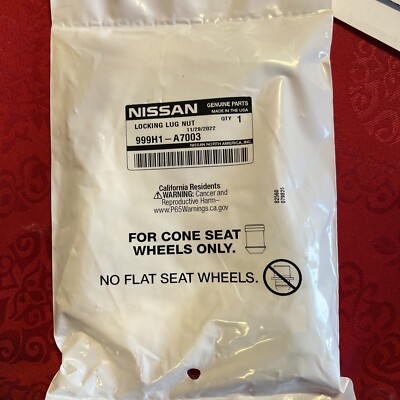 NISSAN GENUINE PARTS
MADE IN THE USA
LOCKING LUG NUT QTY 1
11/29/2022
999H1-A7003
NISSAN NORTH AMERICA, INC.
California Residents
⚠WARNING: Cancer and
Reproductive Harm–
www.P65Warnings.ca.gov
FOR CONE SEAT
WHEELS ONLY.
NO FLAT SEAT WHEELS.